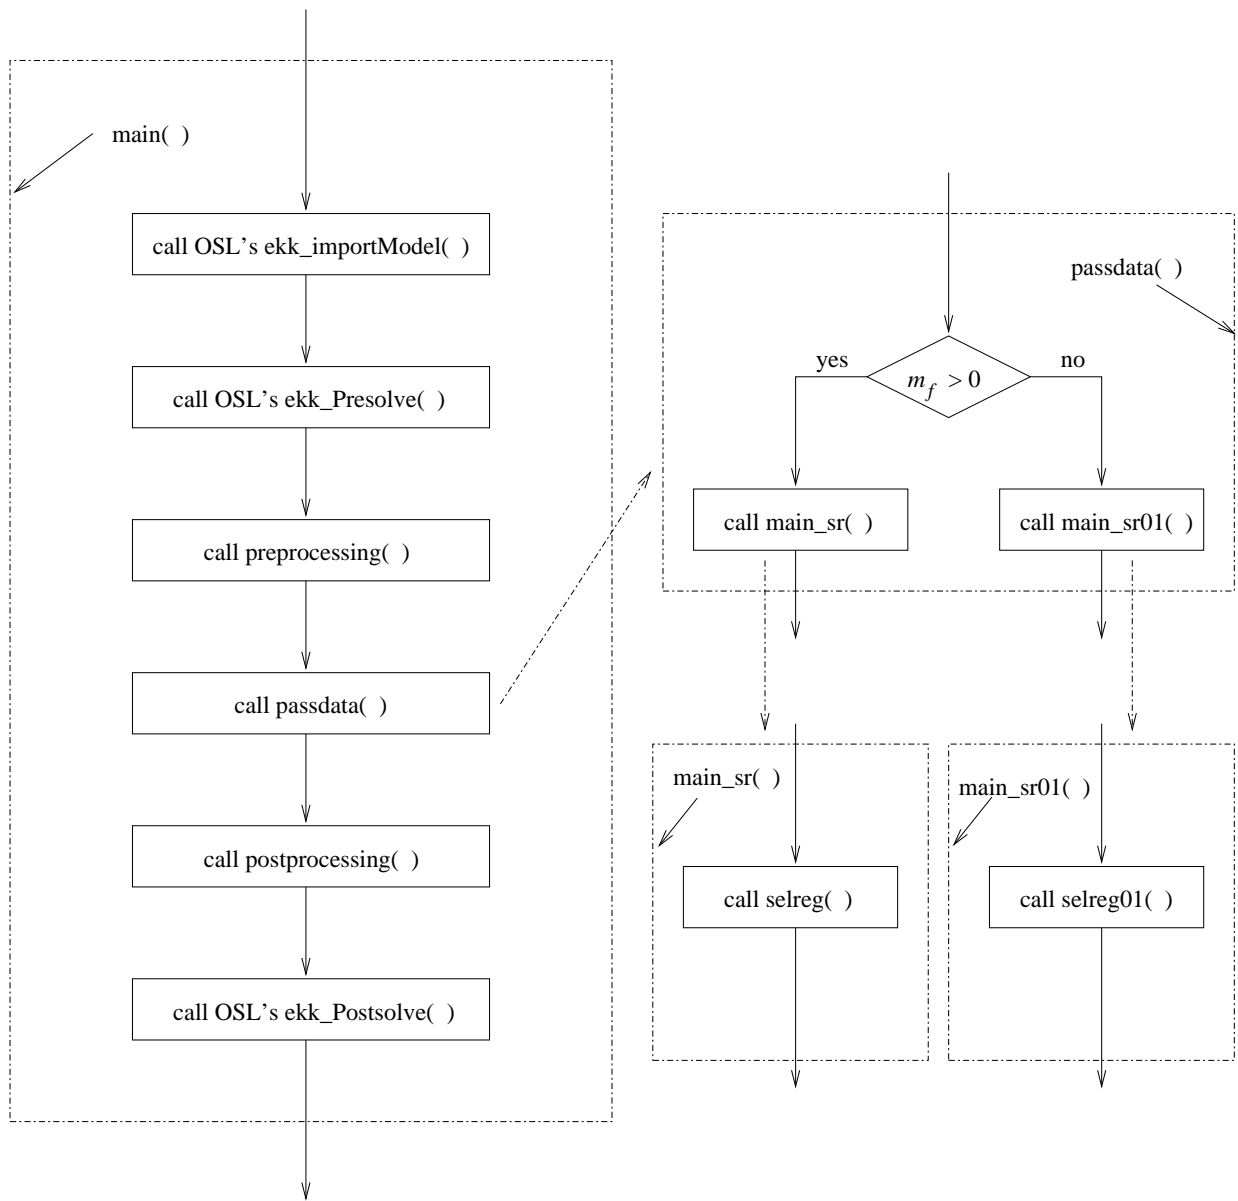 main( )
call OSL's ekk_importModel( )
call OSL's ekk_Presolve( )
call preprocessing( )
call passdata( )
call postprocessing( )
call OSL's ekk_Postsolve( )
passdata( )
yes
no
m_f > 0
call main_sr( )
call main_sr01( )
main_sr( )
main_sr01( )
call selreg( )
call selreg01( )